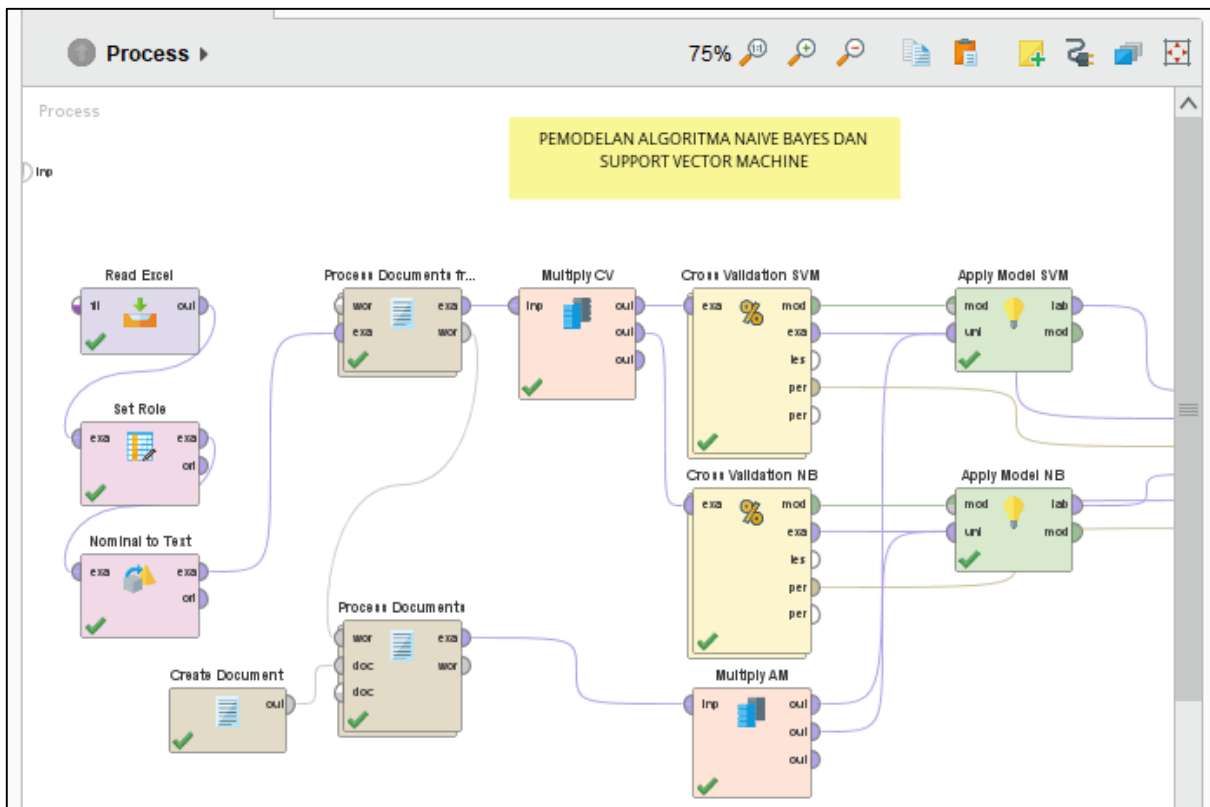 Process
75%
Process
Inp
PEMODELAN ALGORITMA NAIVE BAYES DAN
SUPPORT VECTOR MACHINE
Read Excel
fil
out
Set Role
exa
exa
ori
Nominal to Text
exa
exa
ori
Create Document
out
Process Documents fr...
wor
exa
exa
wor
Process Documents
wor
exa
doc
wor
doc
Multiply CV
inp
out
out
out
Cross Validation SVM
exa
mod
exa
tes
per
per
Cross Validation NB
exa
mod
exa
tes
per
per
Multiply AM
inp
out
out
out
Apply Model SVM
mod
lab
unl
mod
Apply Model NB
mod
lab
unl
mod